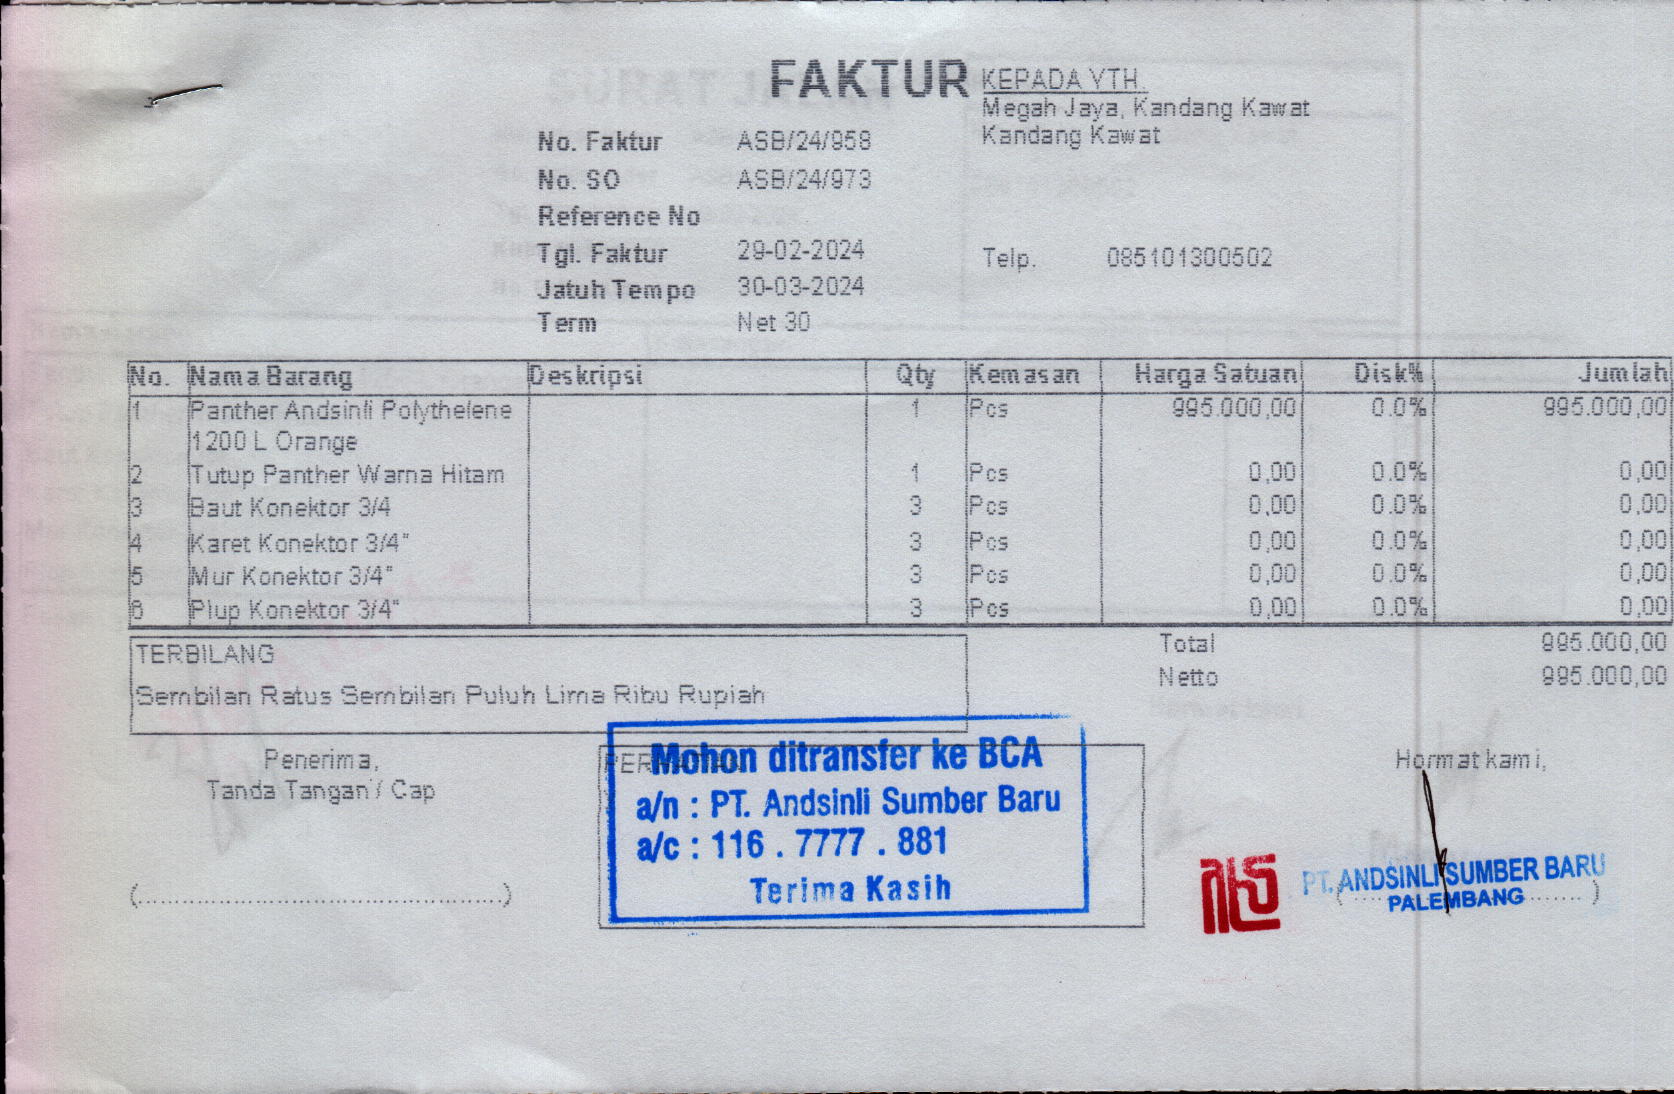 FAKTUR
KEPADA YTH.
Megah Jaya, Kandang Kawat
Kandang Kawat
No. Faktur ASB/24/958
No. SO ASB/24/973
Reference No
Tgl. Faktur 29-02-2024
Telp. 085101300502
Jatuh Tempo 30-03-2024
Term Net 30
No. Nama Barang Deskripsi Qty Kemasan Harga Satuan Disk% Jumlah
1 Panther Andsinli Polythelene 1 Pcs 995.000,00 0.0% 995.000,00
1200 L Orange
2 Tutup Panther Warna Hitam 1 Pcs 0,00 0.0% 0,00
3 Baut Konektor 3/4 3 Pcs 0,00 0.0% 0,00
4 Karet Konektor 3/4" 3 Pcs 0,00 0.0% 0,00
5 Mur Konektor 3/4" 3 Pcs 0,00 0.0% 0,00
6 Plup Konektor 3/4" 3 Pcs 0,00 0.0% 0,00
TERBILANG
Sembilan Ratus Sembilan Puluh Lima Ribu Rupiah
Total 995.000,00
Netto 995.000,00
Penerima,
Tanda Tangan / Cap
Mohon ditransfer ke BCA
a/n : PT. Andsinli Sumber Baru
a/c : 116 . 7777 . 881
Terima Kasih
Hormat kami,
PT. ANDSINLI SUMBER BARU
PALEMBANG